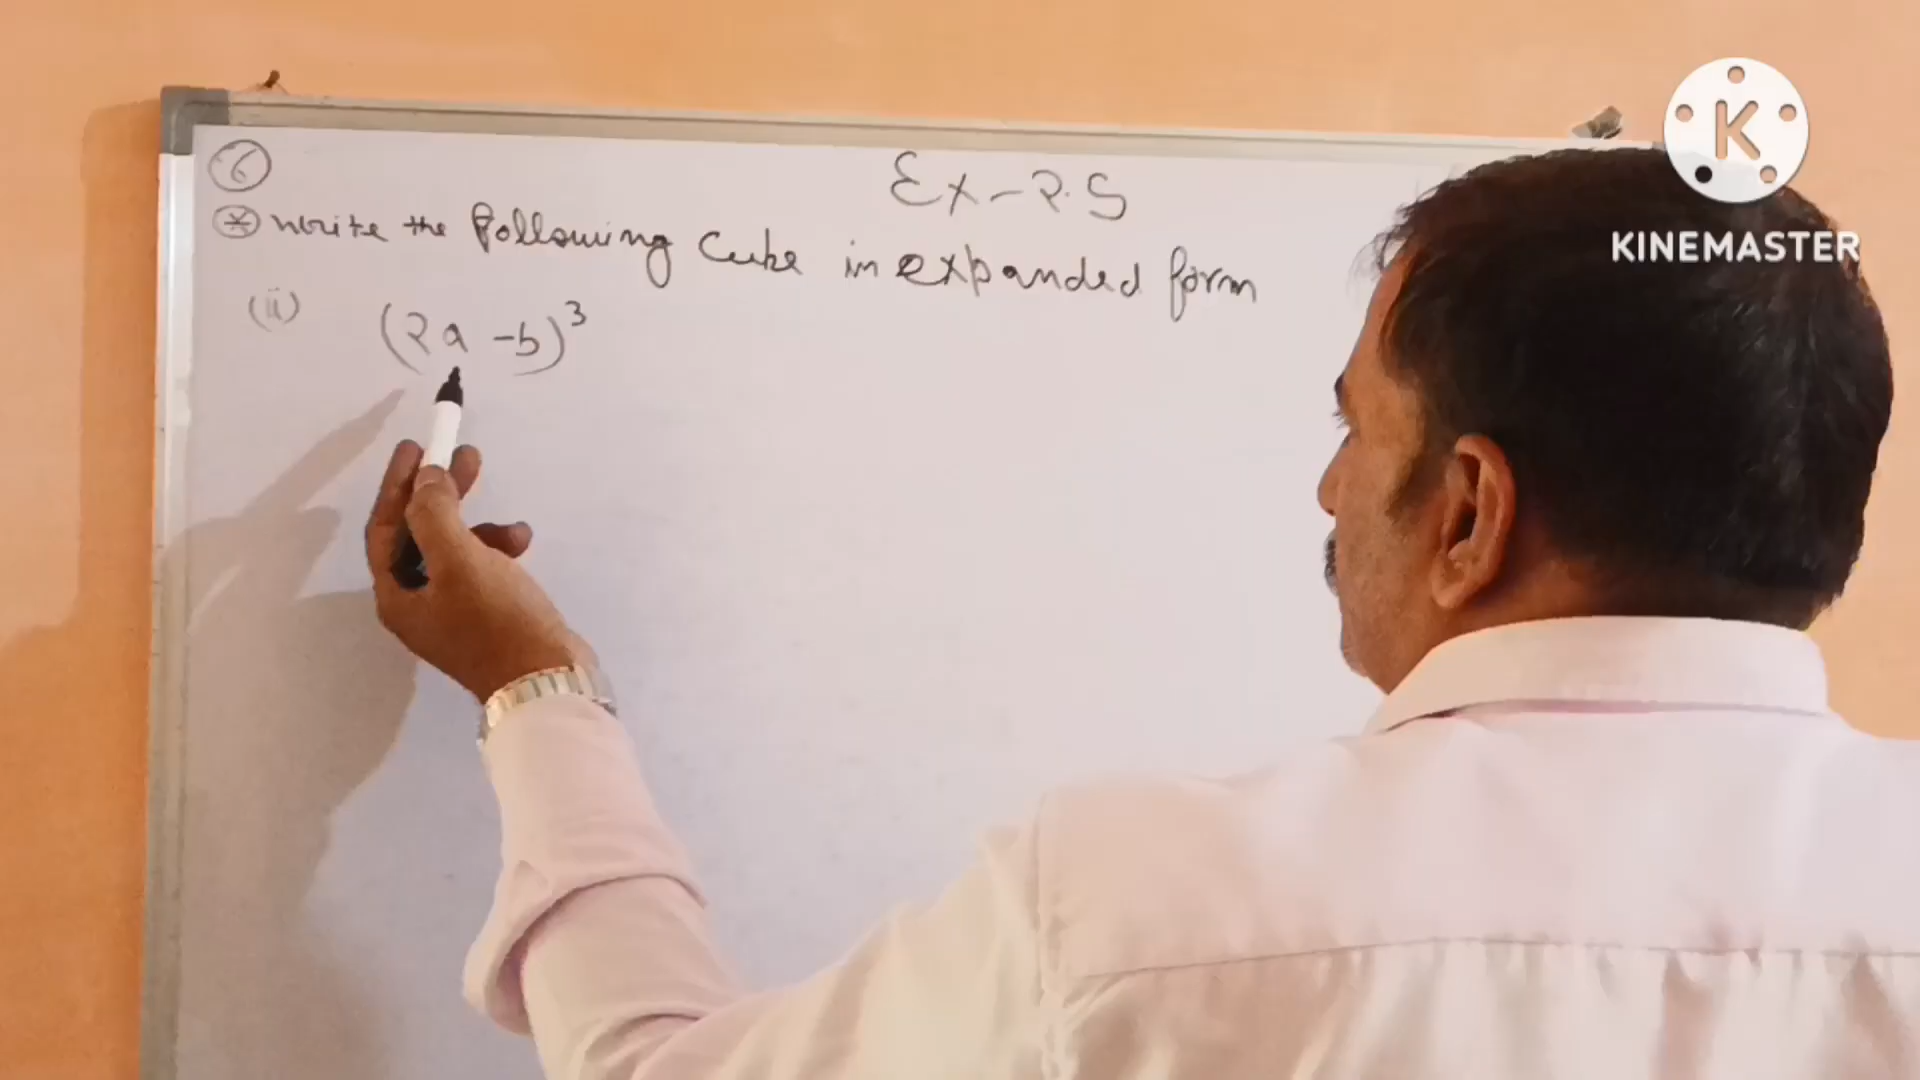 6
Ex-2.5
* Write the following Cube in expanded form
(ii) (2a - b)³
K
KINEMASTER